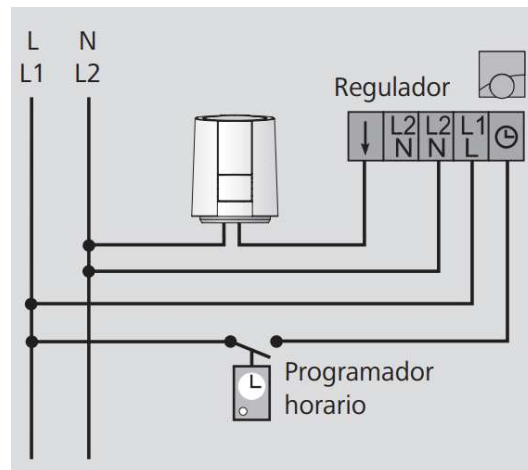 L N
L1 L2
Regulador
L2 L2 L1
N N L
Programador
horario